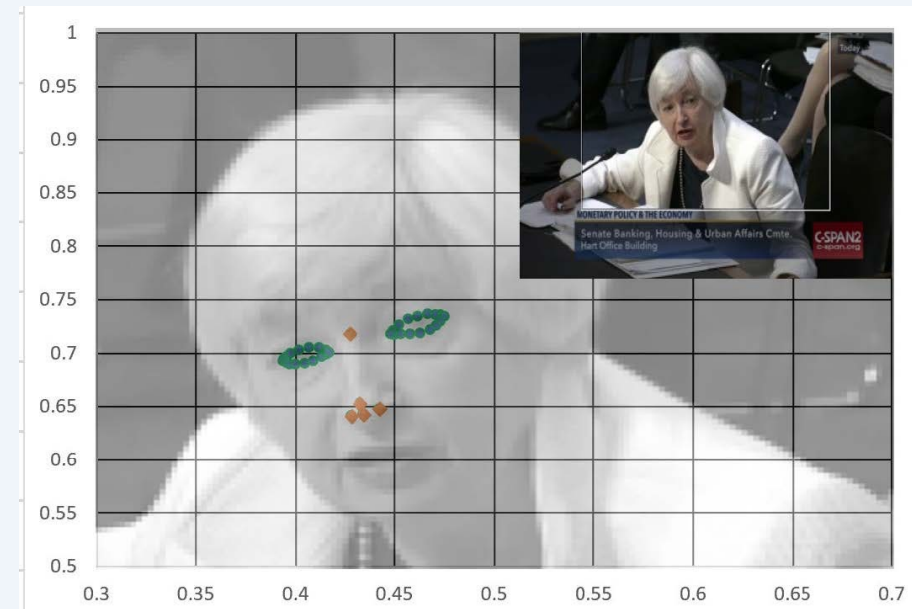 1
0.95
0.9
0.85
0.8
0.75
0.7
0.65
0.6
0.55
0.5
0.3 0.35 0.4 0.45 0.5 0.55 0.6 0.65 0.7
Today
MONETARY POLICY & THE ECONOMY
Senate Banking, Housing & Urban Affairs Cmte.
Hart Office Building
C-SPAN2
c-span.org